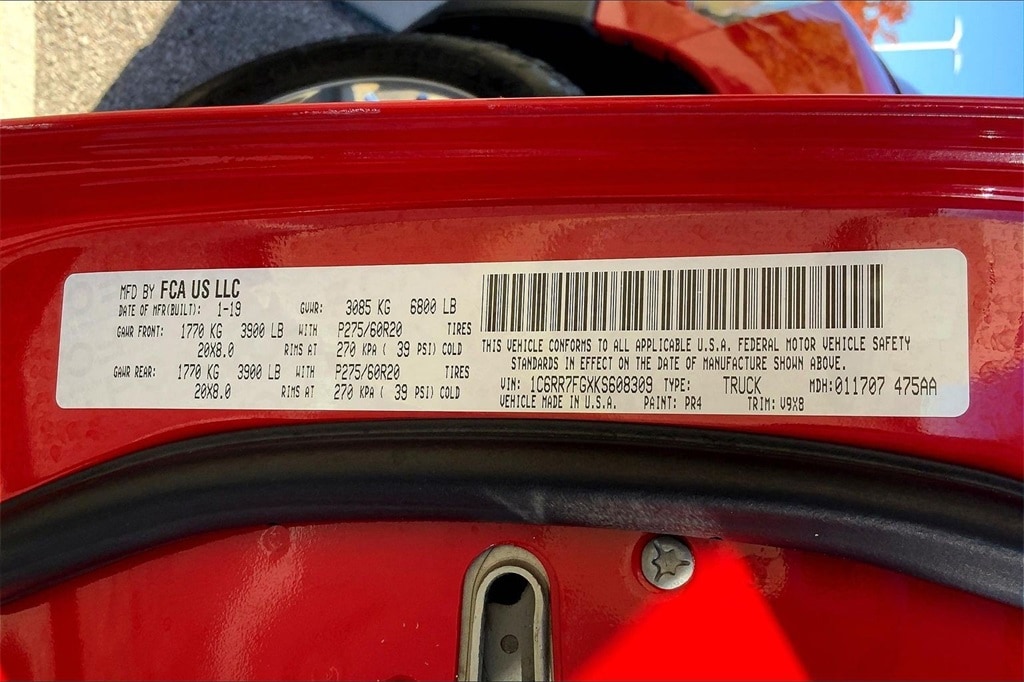 MFD BY FCA US LLC
DATE OF MFR(BUILT): 1-19 GVWR: 3085 KG 6800 LB
GAWR FRONT: 1770 KG 3900 LB WITH P275/60R20 TIRES
20X8.0 RIMS AT 270 KPA ( 39 PSI) COLD
GAWR REAR: 1770 KG 3900 LB WITH P275/60R20 TIRES
20X8.0 RIMS AT 270 KPA ( 39 PSI) COLD
THIS VEHICLE CONFORMS TO ALL APPLICABLE U.S.A. FEDERAL MOTOR VEHICLE SAFETY
STANDARDS IN EFFECT ON THE DATE OF MANUFACTURE SHOWN ABOVE.
VIN: 1C6RR7FGXKS608309 TYPE: TRUCK MDH:011707 475AA
VEHICLE MADE IN U.S.A. PAINT: PR4 TRIM: V9X8